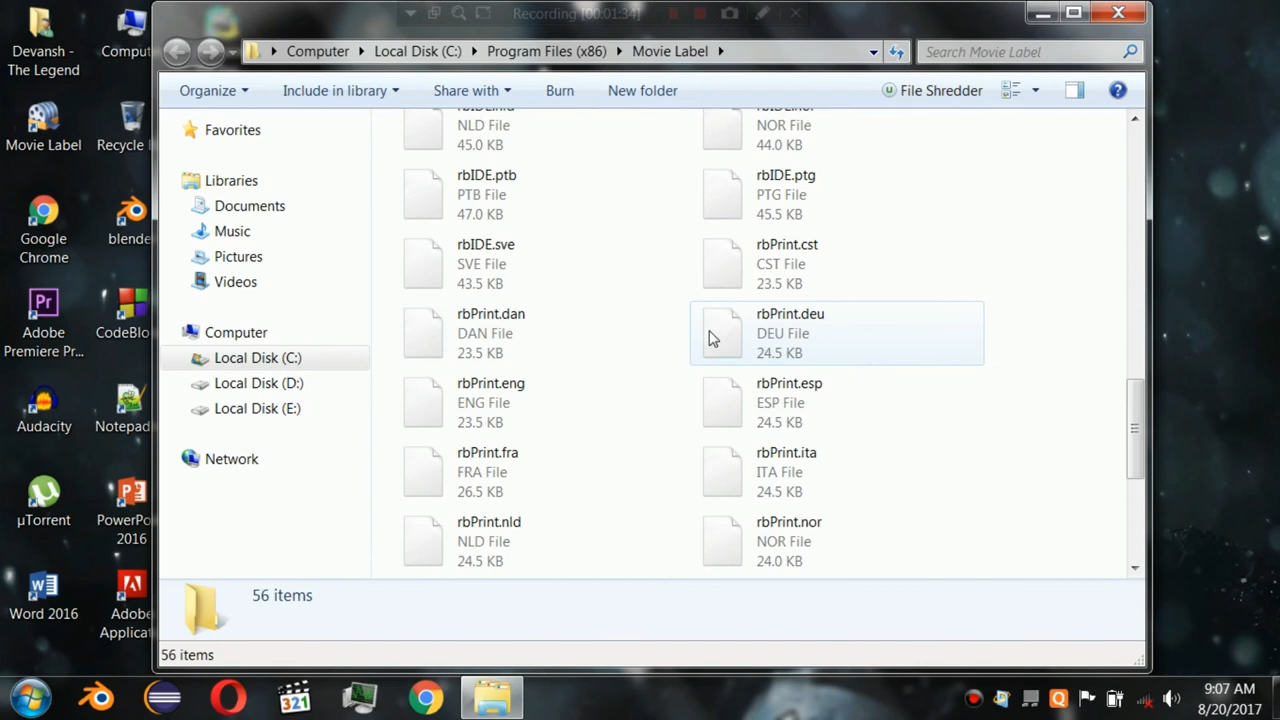 Recording [00:01:34]
Devansh -
The Legend
Comput
Movie Label
Recycle
Google
Chrome
blende
Adobe
Premiere Pr...
CodeBlo
Audacity
Notepad
µTorrent
PowerPo
2016
Word 2016
Adobe
Applicat
Computer
Local Disk (C:)
Program Files (x86)
Movie Label
Search Movie Label
Organize
Include in library
Share with
Burn
New folder
File Shredder
Favorites
Libraries
Documents
Music
Pictures
Videos
Computer
Local Disk (C:)
Local Disk (D:)
Local Disk (E:)
Network
NLD File
45.0 KB
NOR File
44.0 KB
rbIDE.ptb
PTB File
47.0 KB
rbIDE.ptg
PTG File
45.5 KB
rbIDE.sve
SVE File
43.5 KB
rbPrint.cst
CST File
23.5 KB
rbPrint.dan
DAN File
23.5 KB
rbPrint.deu
DEU File
24.5 KB
rbPrint.eng
ENG File
23.5 KB
rbPrint.esp
ESP File
24.5 KB
rbPrint.fra
FRA File
26.5 KB
rbPrint.ita
ITA File
24.5 KB
rbPrint.nld
NLD File
24.5 KB
rbPrint.nor
NOR File
24.0 KB
56 items
56 items
321
9:07 AM
8/20/2017